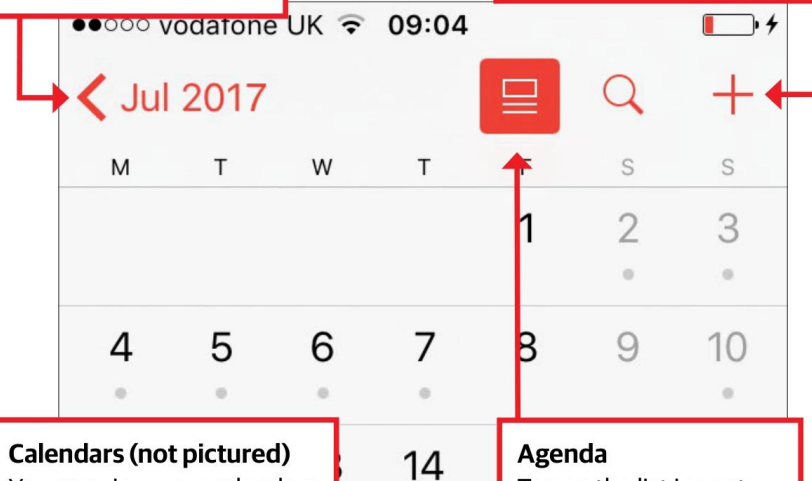 vodafone UK 09:04
Jul 2017
M T W T F S S
1 2 3
4 5 6 7 8 9 10
Calendars (not pictured)
14
Agenda